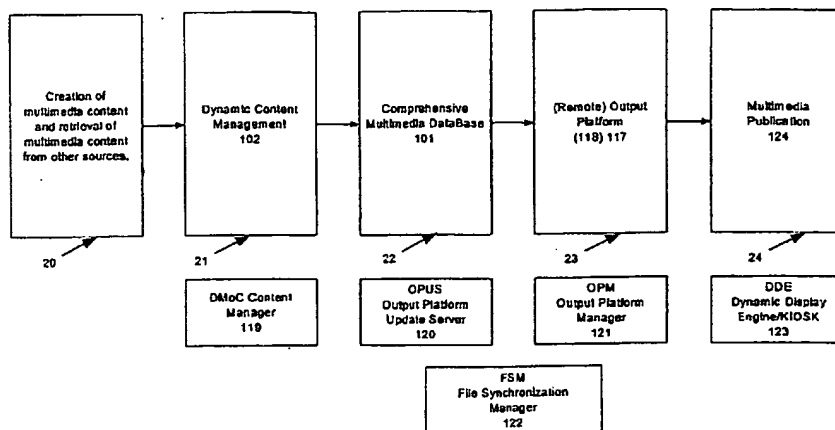 Creation of
multimedia content
and retrieval of
multimedia content
from other sources.
Dynamic Content
Management
102
Comprehensive
Multimedia DataBase
101
(Remote) Output
Platform
(118) 117
Multimedia
Publication
124
20
21
22
23
24
DMoC Content
Manager
119
OPUS
Output Platform
Update Server
120
OPM
Output Platform
Manager
121
DDE
Dynamic Display
Engine/KIOSK
123
FSM
File Synchronization
Manager
122